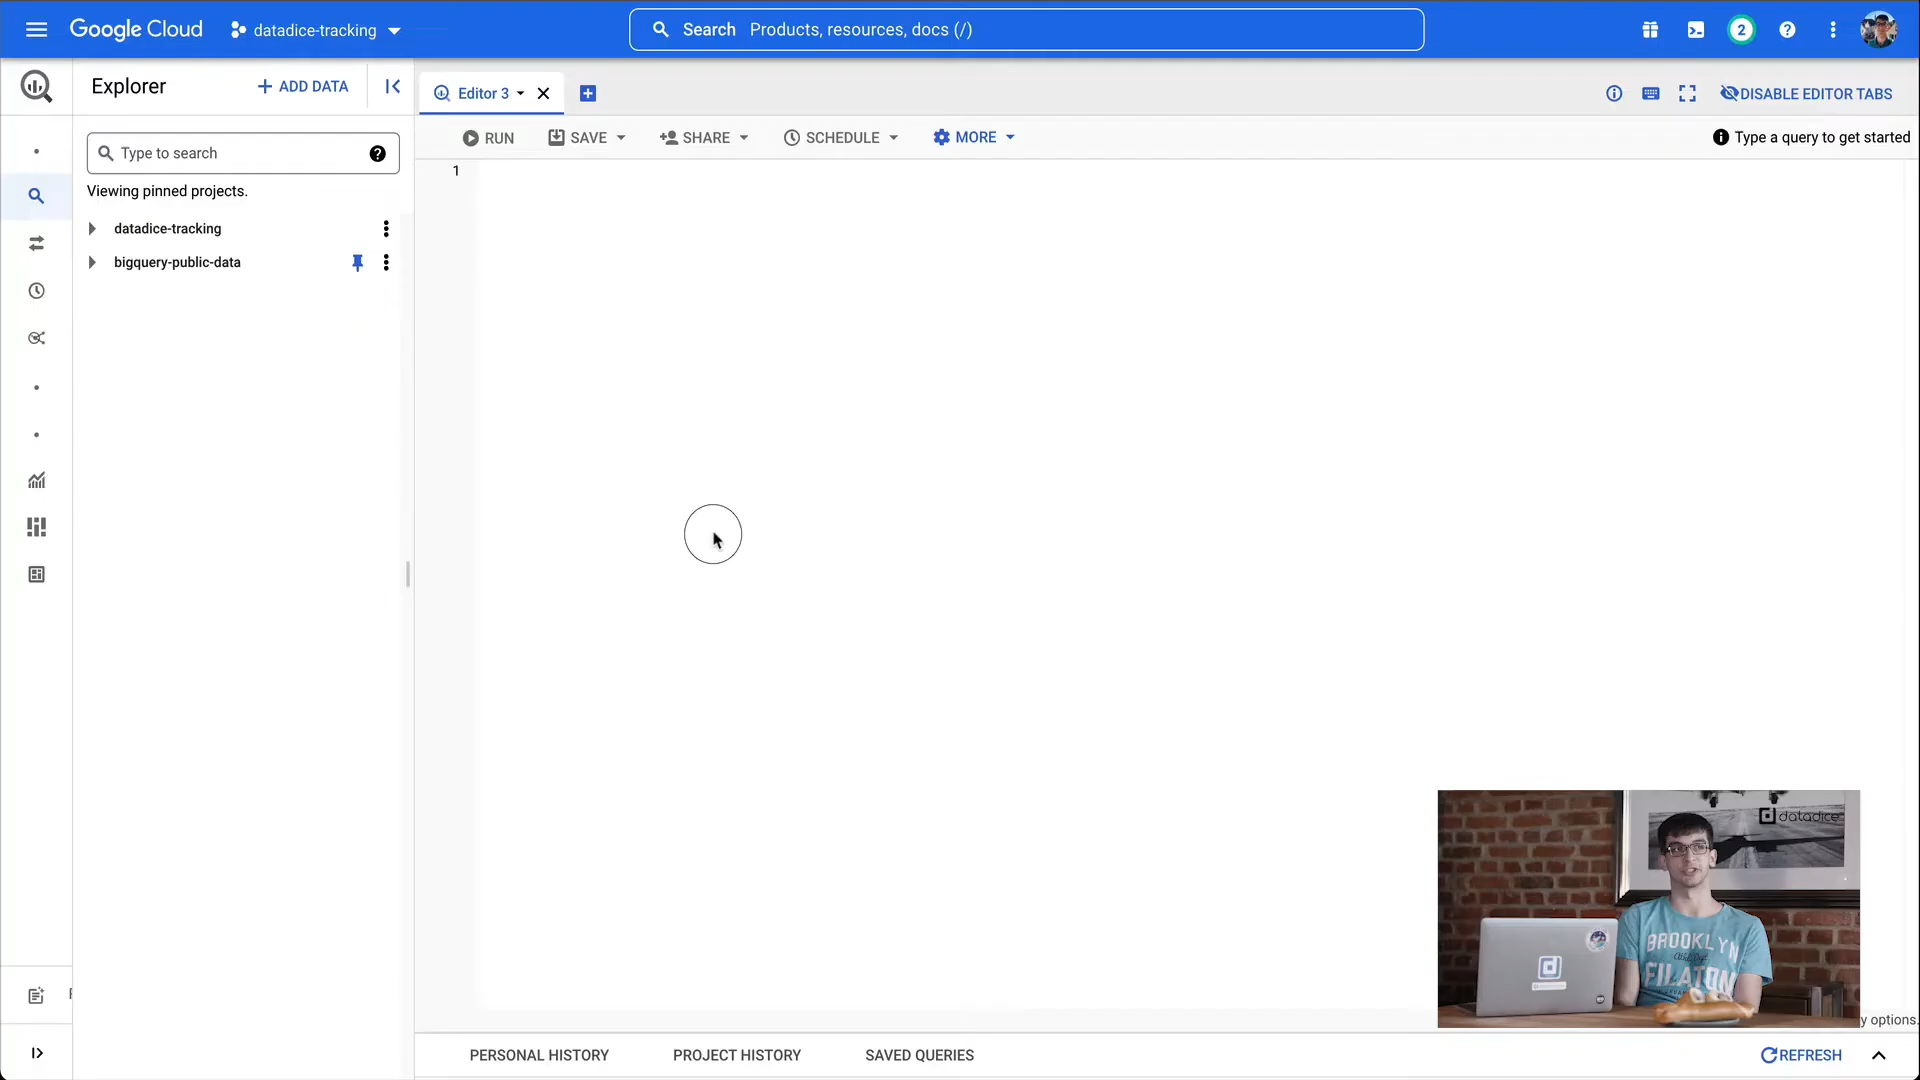 Google Cloud
datadice-tracking
Search Products, resources, docs (/)
2
Explorer
ADD DATA
Editor 3
DISABLE EDITOR TABS
Type to search
RUN
SAVE
SHARE
SCHEDULE
MORE
Type a query to get started
1
Viewing pinned projects.
datadice-tracking
bigquery-public-data
datadice
BROOKLYN
FILATON
y options.
PERSONAL HISTORY
PROJECT HISTORY
SAVED QUERIES
REFRESH